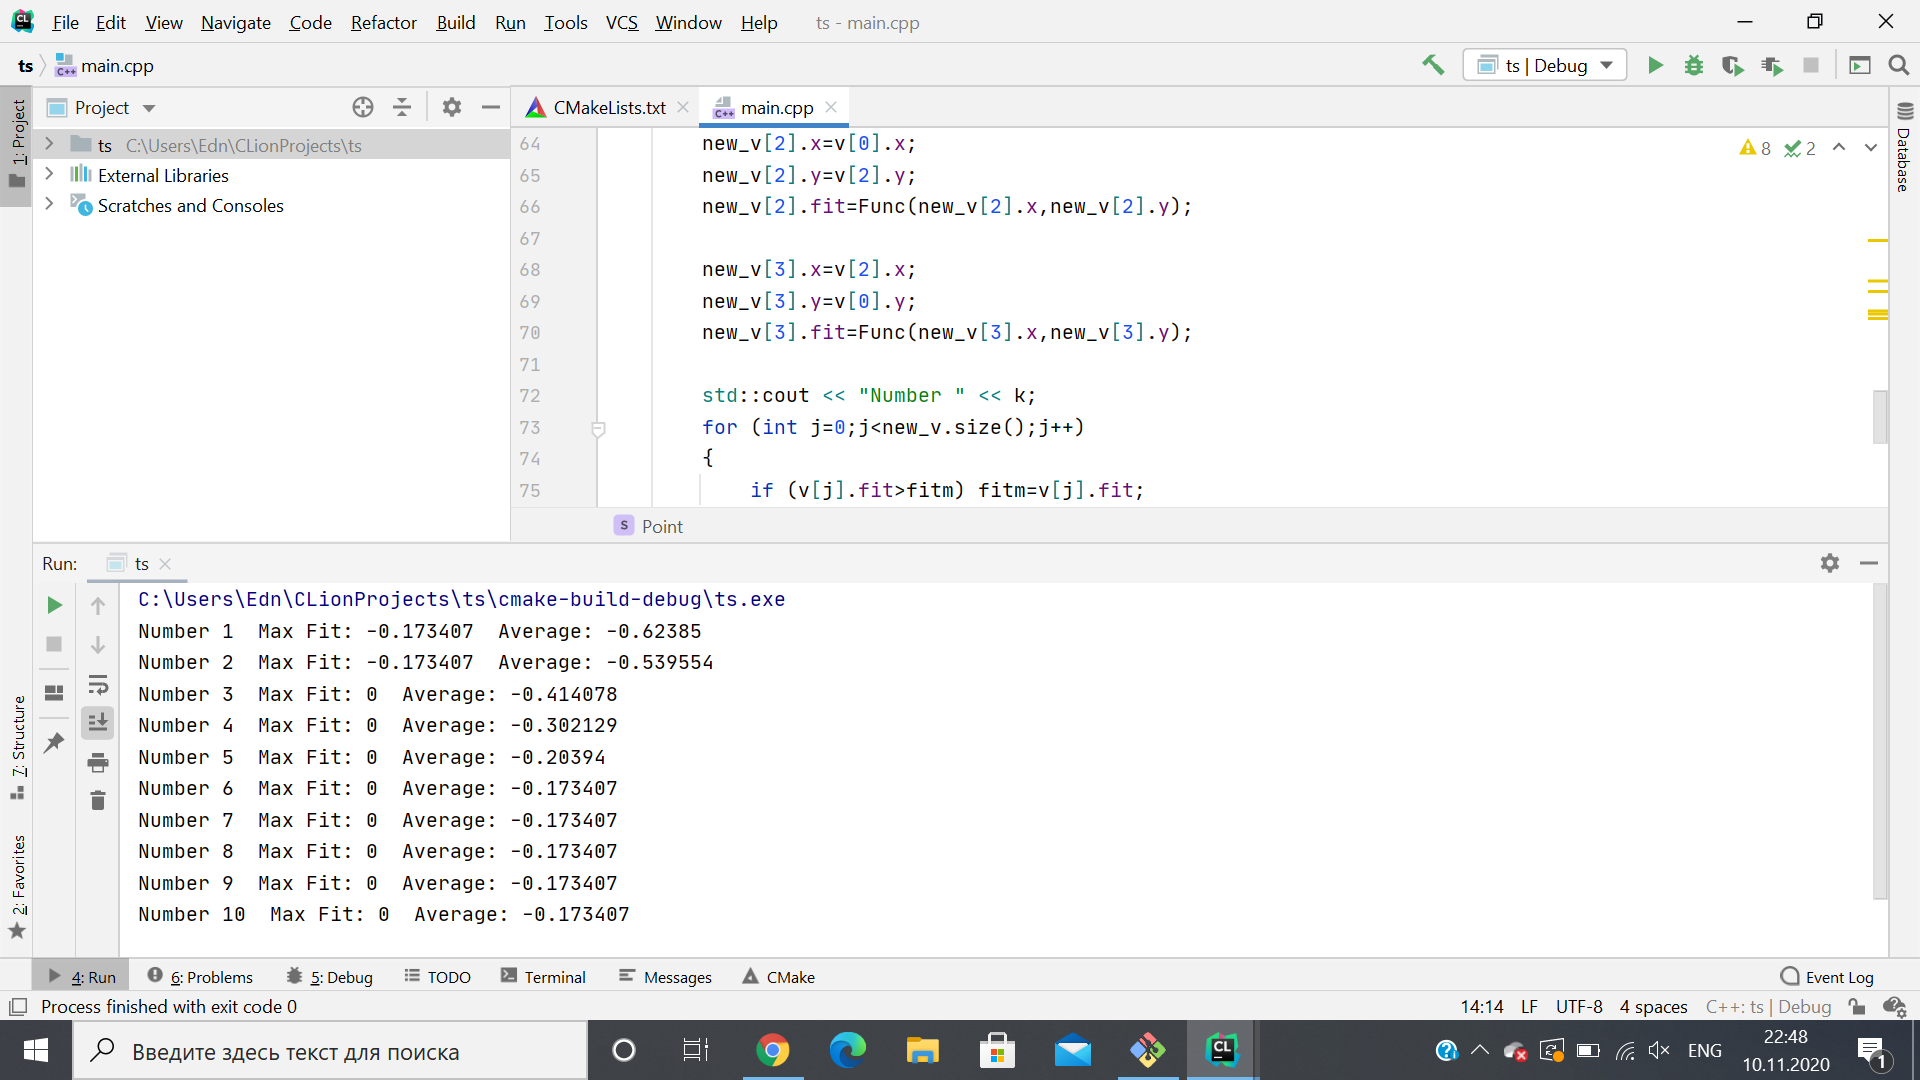 File Edit View Navigate Code Refactor Build Run Tools VCS Window Help ts - main.cpp
ts main.cpp ts | Debug
1: Project
Project
CMakeLists.txt main.cpp
ts C:\Users\Edn\CLionProjects\ts
External Libraries
Scratches and Consoles
64 new_v[2].x=v[0].x;
65 new_v[2].y=v[2].y;
66 new_v[2].fit=Func(new_v[2].x,new_v[2].y);
67
68 new_v[3].x=v[2].x;
69 new_v[3].y=v[0].y;
70 new_v[3].fit=Func(new_v[3].x,new_v[3].y);
71
72 std::cout << "Number " << k;
73 for (int j=0;j<new_v.size();j++)
74 {
75 if (v[j].fit>fitm) fitm=v[j].fit;
8 2
Database
S Point
Run: ts
C:\Users\Edn\CLionProjects\ts\cmake-build-debug\ts.exe
Number 1 Max Fit: -0.173407 Average: -0.62385
Number 2 Max Fit: -0.173407 Average: -0.539554
Number 3 Max Fit: 0 Average: -0.414078
Number 4 Max Fit: 0 Average: -0.302129
Number 5 Max Fit: 0 Average: -0.20394
Number 6 Max Fit: 0 Average: -0.173407
Number 7 Max Fit: 0 Average: -0.173407
Number 8 Max Fit: 0 Average: -0.173407
Number 9 Max Fit: 0 Average: -0.173407
Number 10 Max Fit: 0 Average: -0.173407
7: Structure
2: Favorites
4: Run 6: Problems 5: Debug TODO Terminal Messages CMake Event Log
Process finished with exit code 0 14:14 LF UTF-8 4 spaces C++: ts | Debug
Введите здесь текст для поиска
ENG
22:48
10.11.2020
1